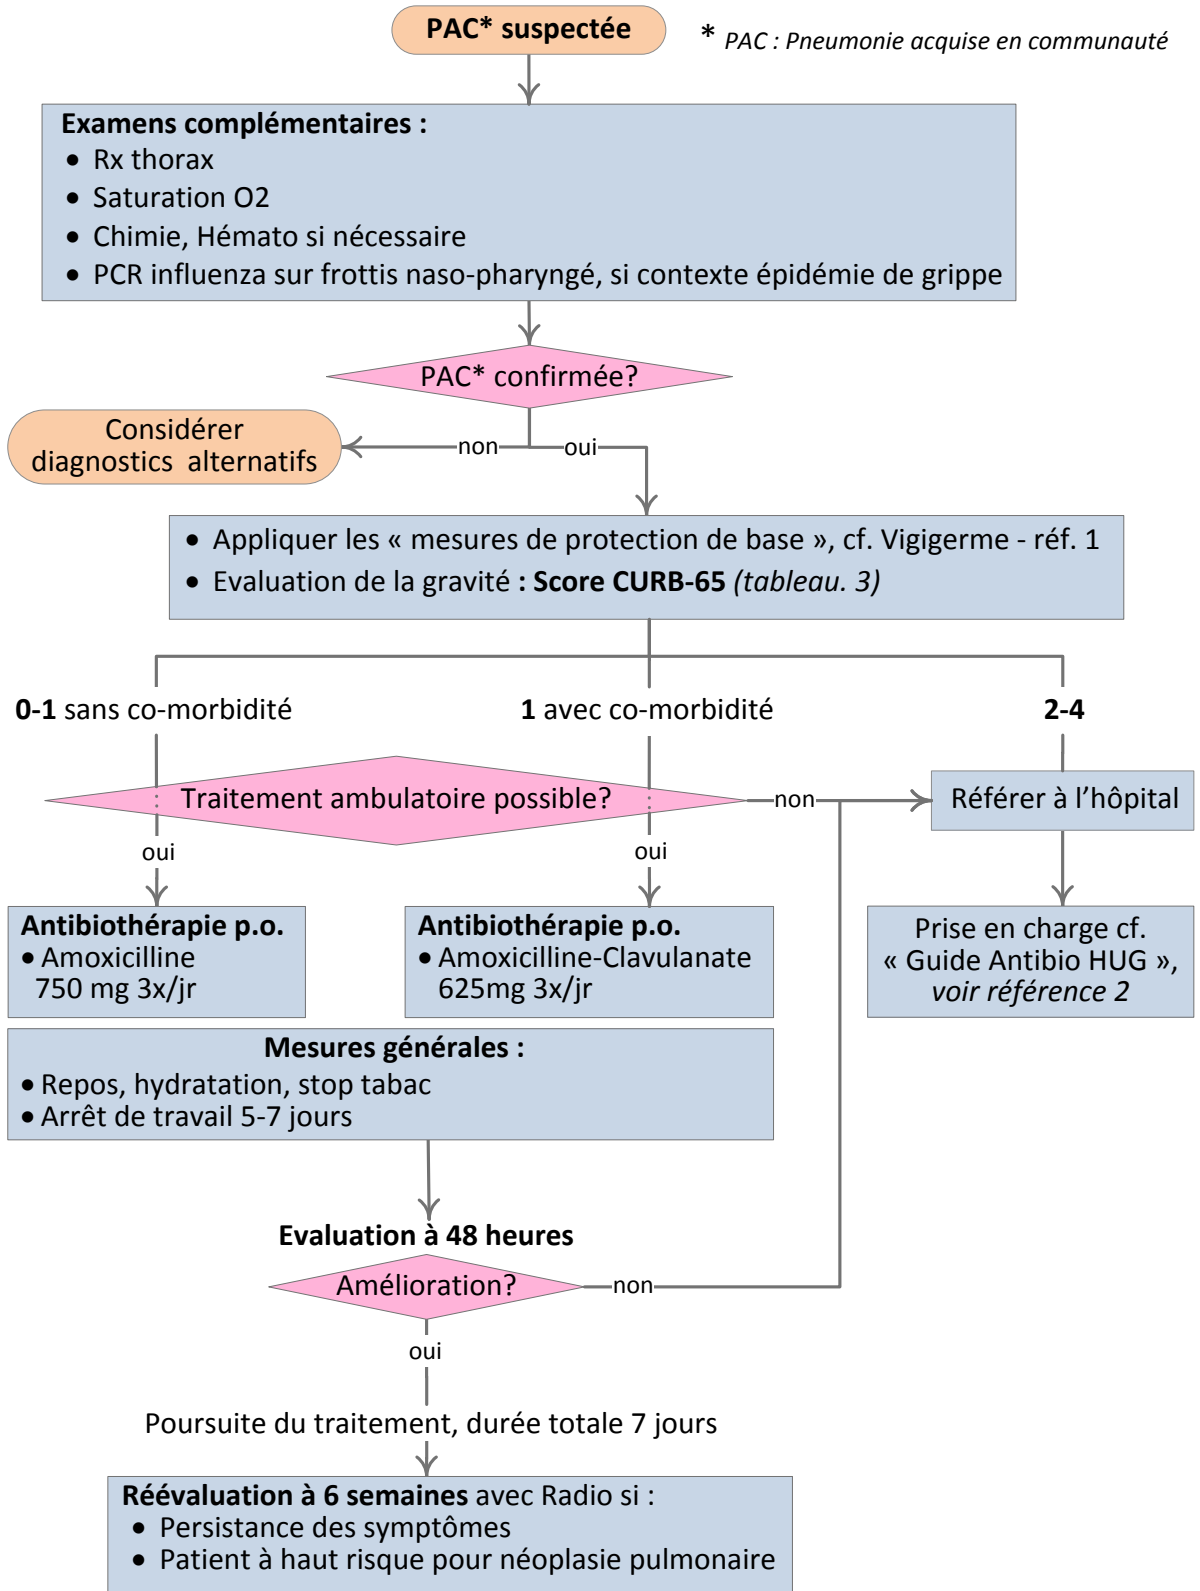 PAC* suspectée
* PAC : Pneumonie acquise en communauté
Examens complémentaires :
• Rx thorax
• Saturation O2
• Chimie, Hémato si nécessaire
• PCR influenza sur frottis naso-pharyngé, si contexte épidémie de grippe
PAC* confirmée?
Considérer
diagnostics alternatifs
non
oui
• Appliquer les « mesures de protection de base », cf. Vigigerme - réf. 1
• Evaluation de la gravité : Score CURB-65 (tableau. 3)
0-1 sans co-morbidité
1 avec co-morbidité
2-4
Traitement ambulatoire possible?
non
Référer à l’hôpital
oui
oui
Antibiothérapie p.o.
• Amoxicilline
750 mg 3x/jr
Antibiothérapie p.o.
• Amoxicilline-Clavulanate
625mg 3x/jr
Prise en charge cf.
« Guide Antibio HUG »,
voir référence 2
Mesures générales :
• Repos, hydratation, stop tabac
• Arrêt de travail 5-7 jours
Evaluation à 48 heures
Amélioration?
non
oui
Poursuite du traitement, durée totale 7 jours
Réévaluation à 6 semaines avec Radio si :
• Persistance des symptômes
• Patient à haut risque pour néoplasie pulmonaire